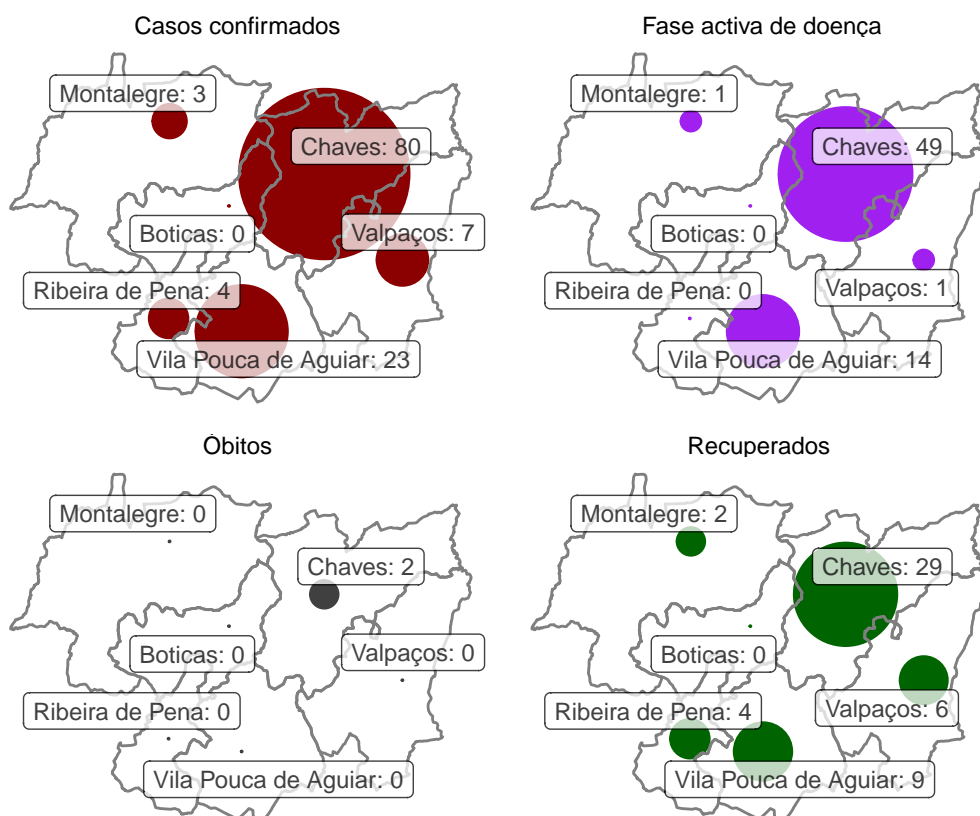 Casos confirmados
Montalegre: 3
Chaves: 80
Boticas: 0
Valpaços: 7
Ribeira de Pena: 4
Vila Pouca de Aguiar: 23
Fase activa de doença
Montalegre: 1
Chaves: 49
Boticas: 0
Valpaços: 1
Ribeira de Pena: 0
Vila Pouca de Aguiar: 14
Óbitos
Montalegre: 0
Chaves: 2
Boticas: 0
Valpaços: 0
Ribeira de Pena: 0
Vila Pouca de Aguiar: 0
Recuperados
Montalegre: 2
Chaves: 29
Boticas: 0
Valpaços: 6
Ribeira de Pena: 4
Vila Pouca de Aguiar: 9